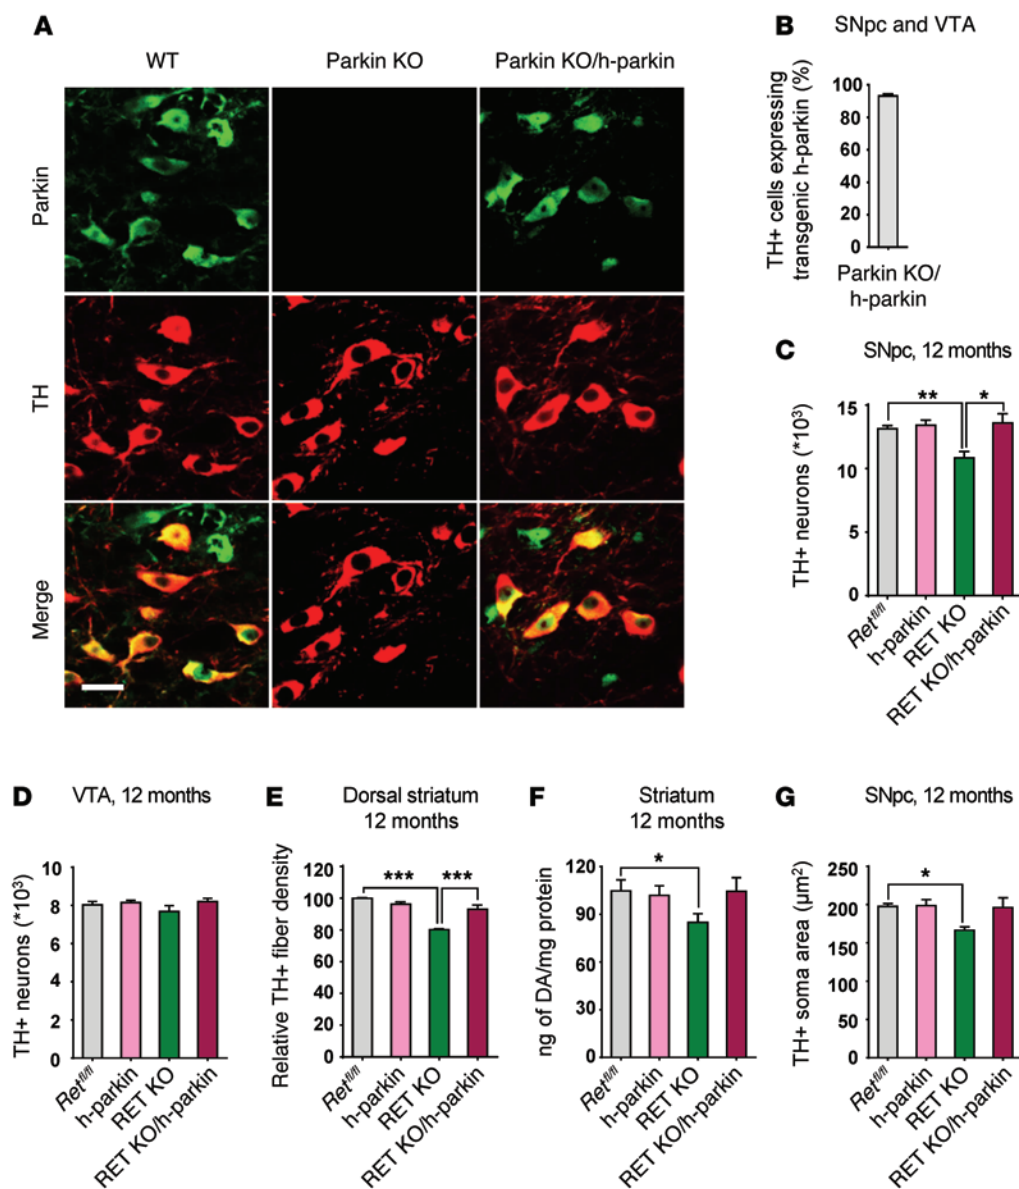 A
WT
Parkin KO
Parkin KO/h-parkin
Parkin
TH
Merge
B
SNpc and VTA
TH+ cells expressing
transgenic h-parkin (%)
100
80
60
40
20
0
Parkin KO/
h-parkin
C
SNpc, 12 months
TH+ neurons (*10³)
15
10
5
0
**
*
Ret^fl/fl
h-parkin
RET KO
RET KO/h-parkin
D
VTA, 12 months
TH+ neurons (*10³)
10
8
6
4
2
0
Ret^fl/fl
h-parkin
RET KO
RET KO/h-parkin
E
Dorsal striatum
12 months
Relative TH+ fiber density
120
100
80
60
40
20
0
***
***
Ret^fl/fl
h-parkin
RET KO
RET KO/h-parkin
F
Striatum
12 months
ng of DA/mg protein
120
90
60
30
0
*
Ret^fl/fl
h-parkin
RET KO
RET KO/h-parkin
G
SNpc, 12 months
TH+ soma area (µm²)
250
200
150
100
50
0
*
Ret^fl/fl
h-parkin
RET KO
RET KO/h-parkin